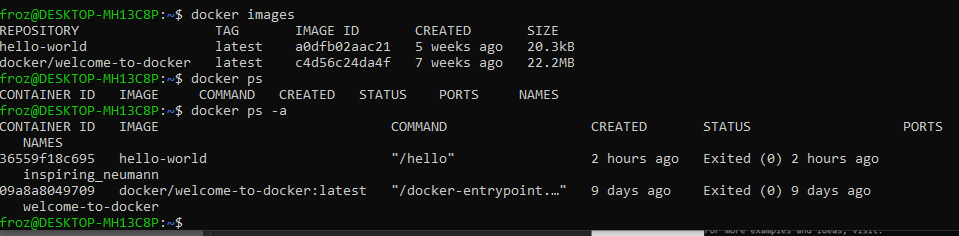 froz@DESKTOP-MH13C8P:~$ docker images
REPOSITORY                 TAG       IMAGE ID       CREATED       SIZE
hello-world                latest    a0dfb02aac21   5 weeks ago   20.3kB
docker/welcome-to-docker   latest    c4d56c24da4f   7 weeks ago   22.2MB
froz@DESKTOP-MH13C8P:~$ docker ps
CONTAINER ID   IMAGE     COMMAND   CREATED   STATUS    PORTS     NAMES
froz@DESKTOP-MH13C8P:~$ docker ps -a
CONTAINER ID   IMAGE                             COMMAND                  CREATED       STATUS                   PORTS
   NAMES
36559f18c695   hello-world                       "/hello"                 2 hours ago   Exited (0) 2 hours ago
   inspiring_neumann
09a8a8049709   docker/welcome-to-docker:latest   "/docker-entrypoint.…"   9 days ago    Exited (0) 9 days ago
   welcome-to-docker
froz@DESKTOP-MH13C8P:~$
For more examples and ideas, visit: